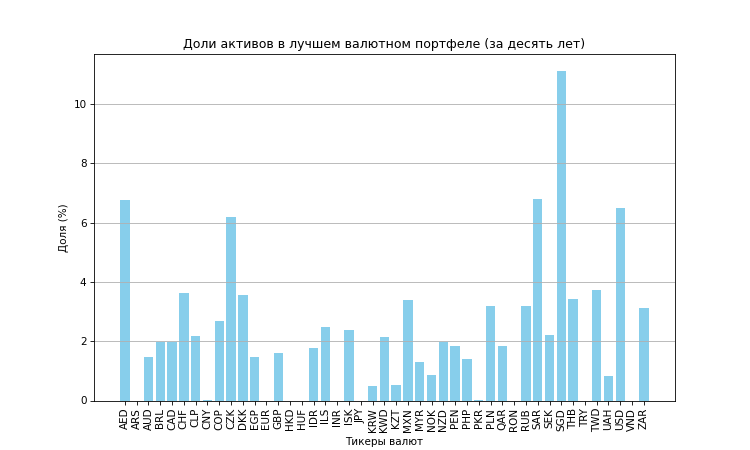 Доли активов в лучшем валютном портфеле (за десять лет)
Доля (%)
10
8
6
4
2
0
AED ARS AUD BRL CAD CHF CLP CNY COP CZK DKK EGP EUR GBP HKD HUF IDR ILS INR ISK JPY KRW KWD KZT MXN MYR NOK NZD PEN PHP PKR PLN QAR RON RUB SAR SEK SGD THB TRY TWD UAH USD VND ZAR
Тикеры валют